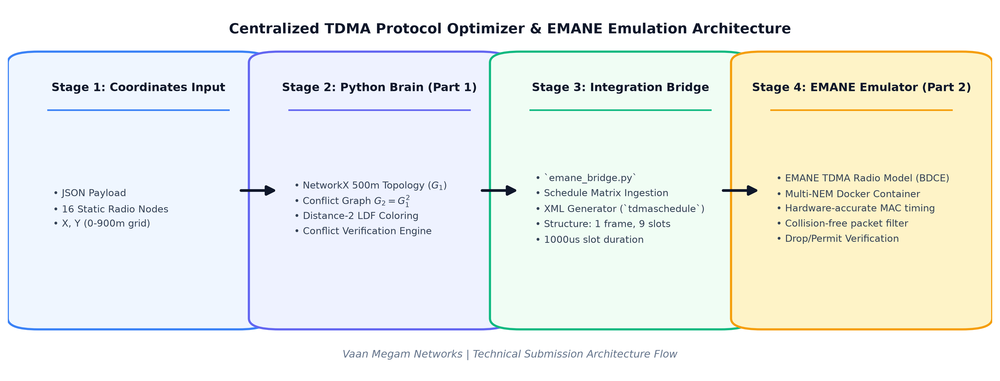 Centralized TDMA Protocol Optimizer & EMANE Emulation Architecture
Stage 1: Coordinates Input
• JSON Payload
• 16 Static Radio Nodes
• X, Y (0-900m grid)
Stage 2: Python Brain (Part 1)
• NetworkX 500m Topology (G₁)
• Conflict Graph G₂ = G₁²
• Distance-2 LDF Coloring
• Conflict Verification Engine
Stage 3: Integration Bridge
• `emane_bridge.py`
• Schedule Matrix Ingestion
• XML Generator (`tdmaschedule`)
• Structure: 1 frame, 9 slots
• 1000us slot duration
Stage 4: EMANE Emulator (Part 2)
• EMANE TDMA Radio Model (BDCE)
• Multi-NEM Docker Container
• Hardware-accurate MAC timing
• Collision-free packet filter
• Drop/Permit Verification
Vaan Megam Networks | Technical Submission Architecture Flow